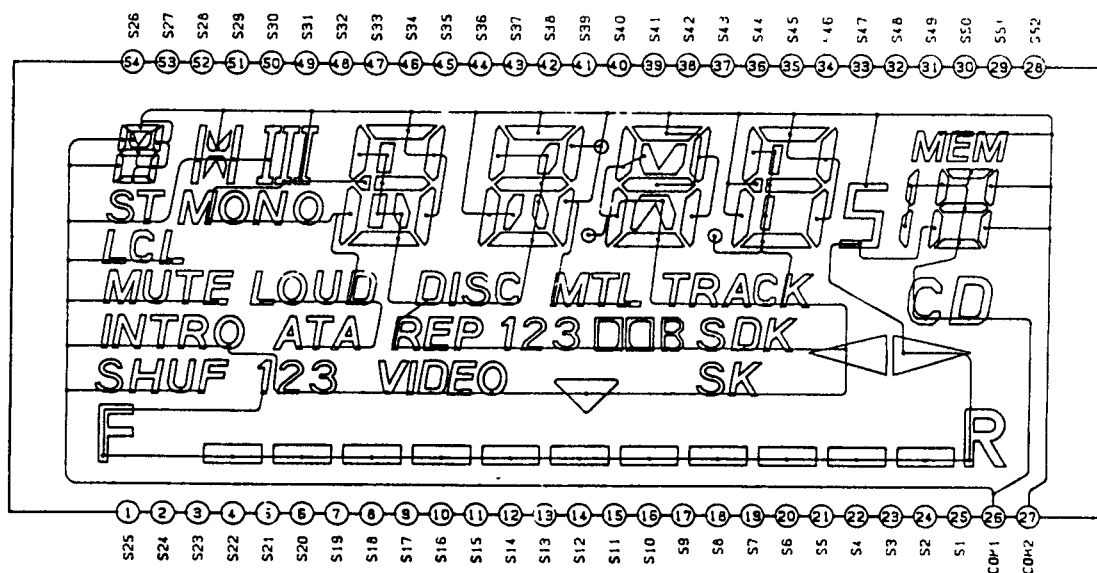 S26 S27 S28 S29 S30 S31 S32 S33 S34 S35 S36 S37 S38 S39 S40 S41 S42 S43 S44 S45 S46 S47 S48 S49 S50 S51 S52
54 53 52 51 50 49 48 47 46 45 44 43 42 41 40 39 38 37 36 35 34 33 32 31 30 29 28
M III MEM
ST MONO
LCL
MUTE LOUD DISC MTL TRACK CD
INTRO ATA REP 123 B SDK
SHUF 123 VIDEO SK
F R
1 2 3 4 5 6 7 8 9 10 11 12 13 14 15 16 17 18 19 20 21 22 23 24 25 26 27
S25 S24 S23 S22 S21 S20 S19 S18 S17 S16 S15 S14 S13 S12 S11 S10 S9 S8 S7 S6 S5 S4 S3 S2 S1 COM1 COM2